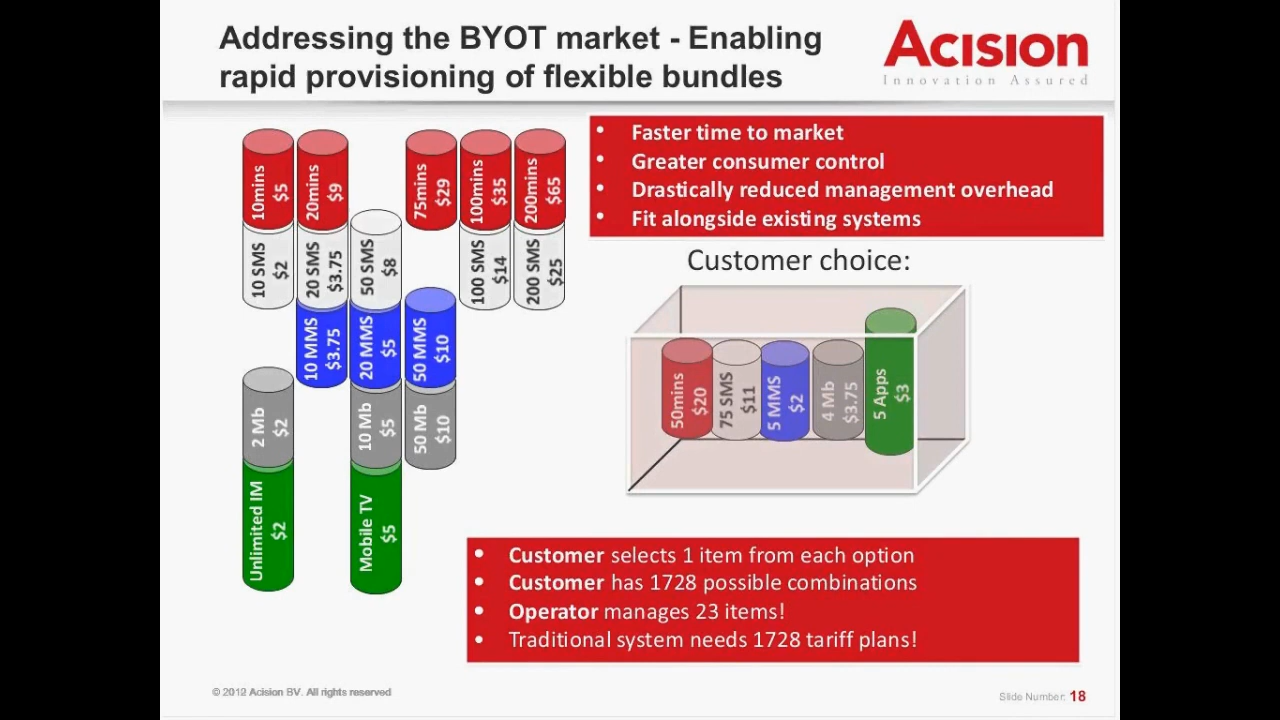 Addressing the BYOT market - Enabling
rapid provisioning of flexible bundles
Acision
Innovation Assured
10mins
$5
20mins
$9
75mins
$29
100mins
$35
200mins
$65
10 SMS
$2
20 SMS
$3.75
50 SMS
$8
100 SMS
$14
200 SMS
$25
10 MMS
$3.75
20 MMS
$5
50 MMS
$10
2 Mb
$2
10 Mb
$5
50 Mb
$10
Unlimited IM
$2
Mobile TV
$5
• Faster time to market
• Greater consumer control
• Drastically reduced management overhead
• Fit alongside existing systems
Customer choice:
50mins
$20
75 SMS
$11
5 MMS
$2
4 Mb
$3.75
5 Apps
$3
• Customer selects 1 item from each option
• Customer has 1728 possible combinations
• Operator manages 23 items!
• Traditional system needs 1728 tariff plans!
© 2012 Acision BV. All rights reserved
Slide Number: 18